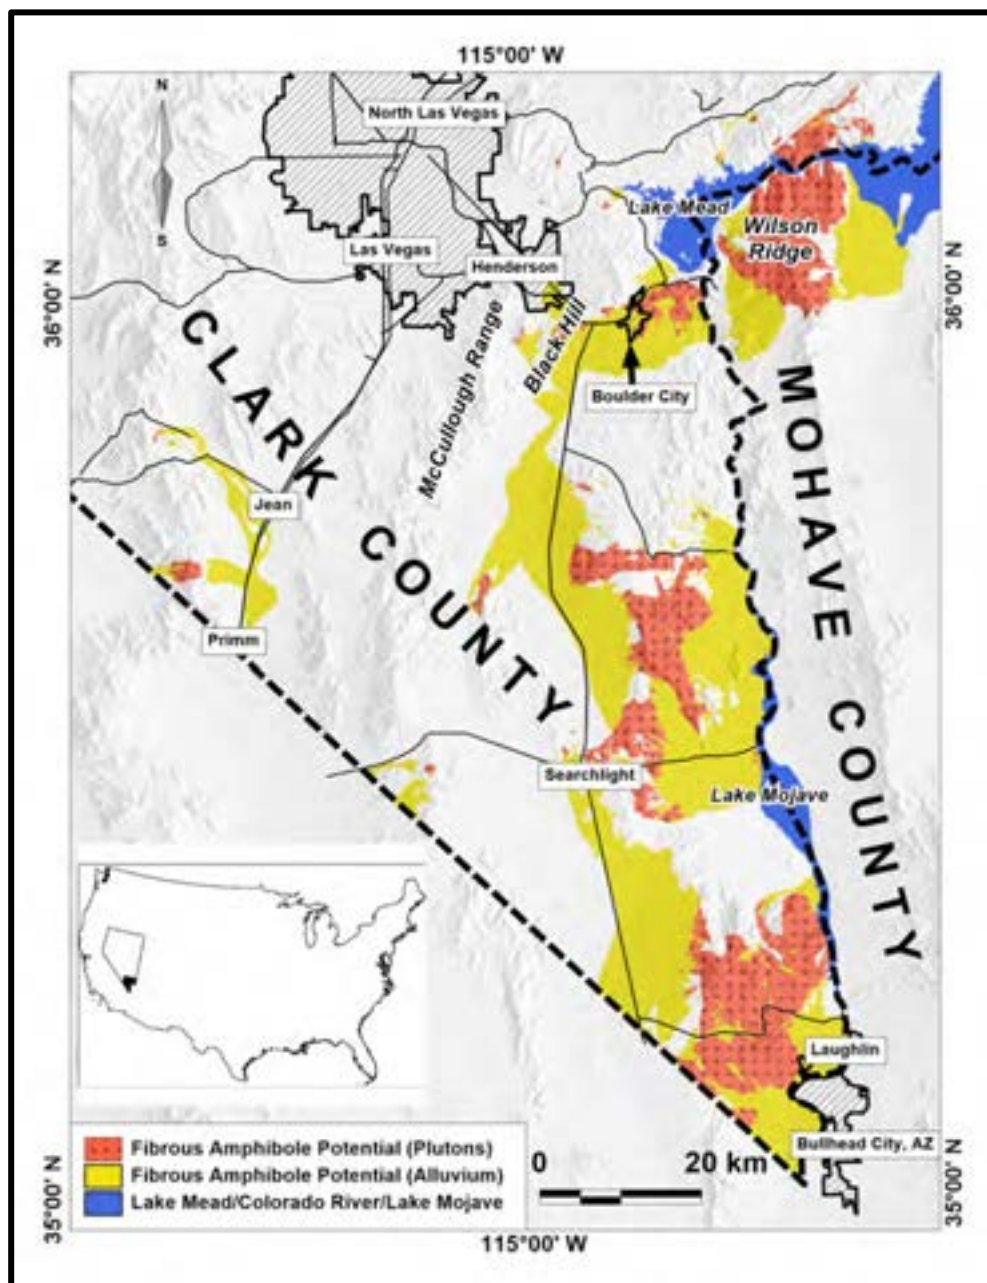 115°00' W
N
S
North Las Vegas
Lake Mead
Wilson
Ridge
Las Vegas
Henderson
36°00' N
36°00' N
CLARK COUNTY
McCullough Range
Black Hill
Boulder City
MOHAVE COUNTY
Jean
Primm
Searchlight
Lake Mojave
Laughlin
Bullhead City, AZ
Fibrous Amphibole Potential (Plutons)
Fibrous Amphibole Potential (Alluvium)
Lake Mead/Colorado River/Lake Mojave
0 20 km
35°00' N
35°00' N
115°00' W